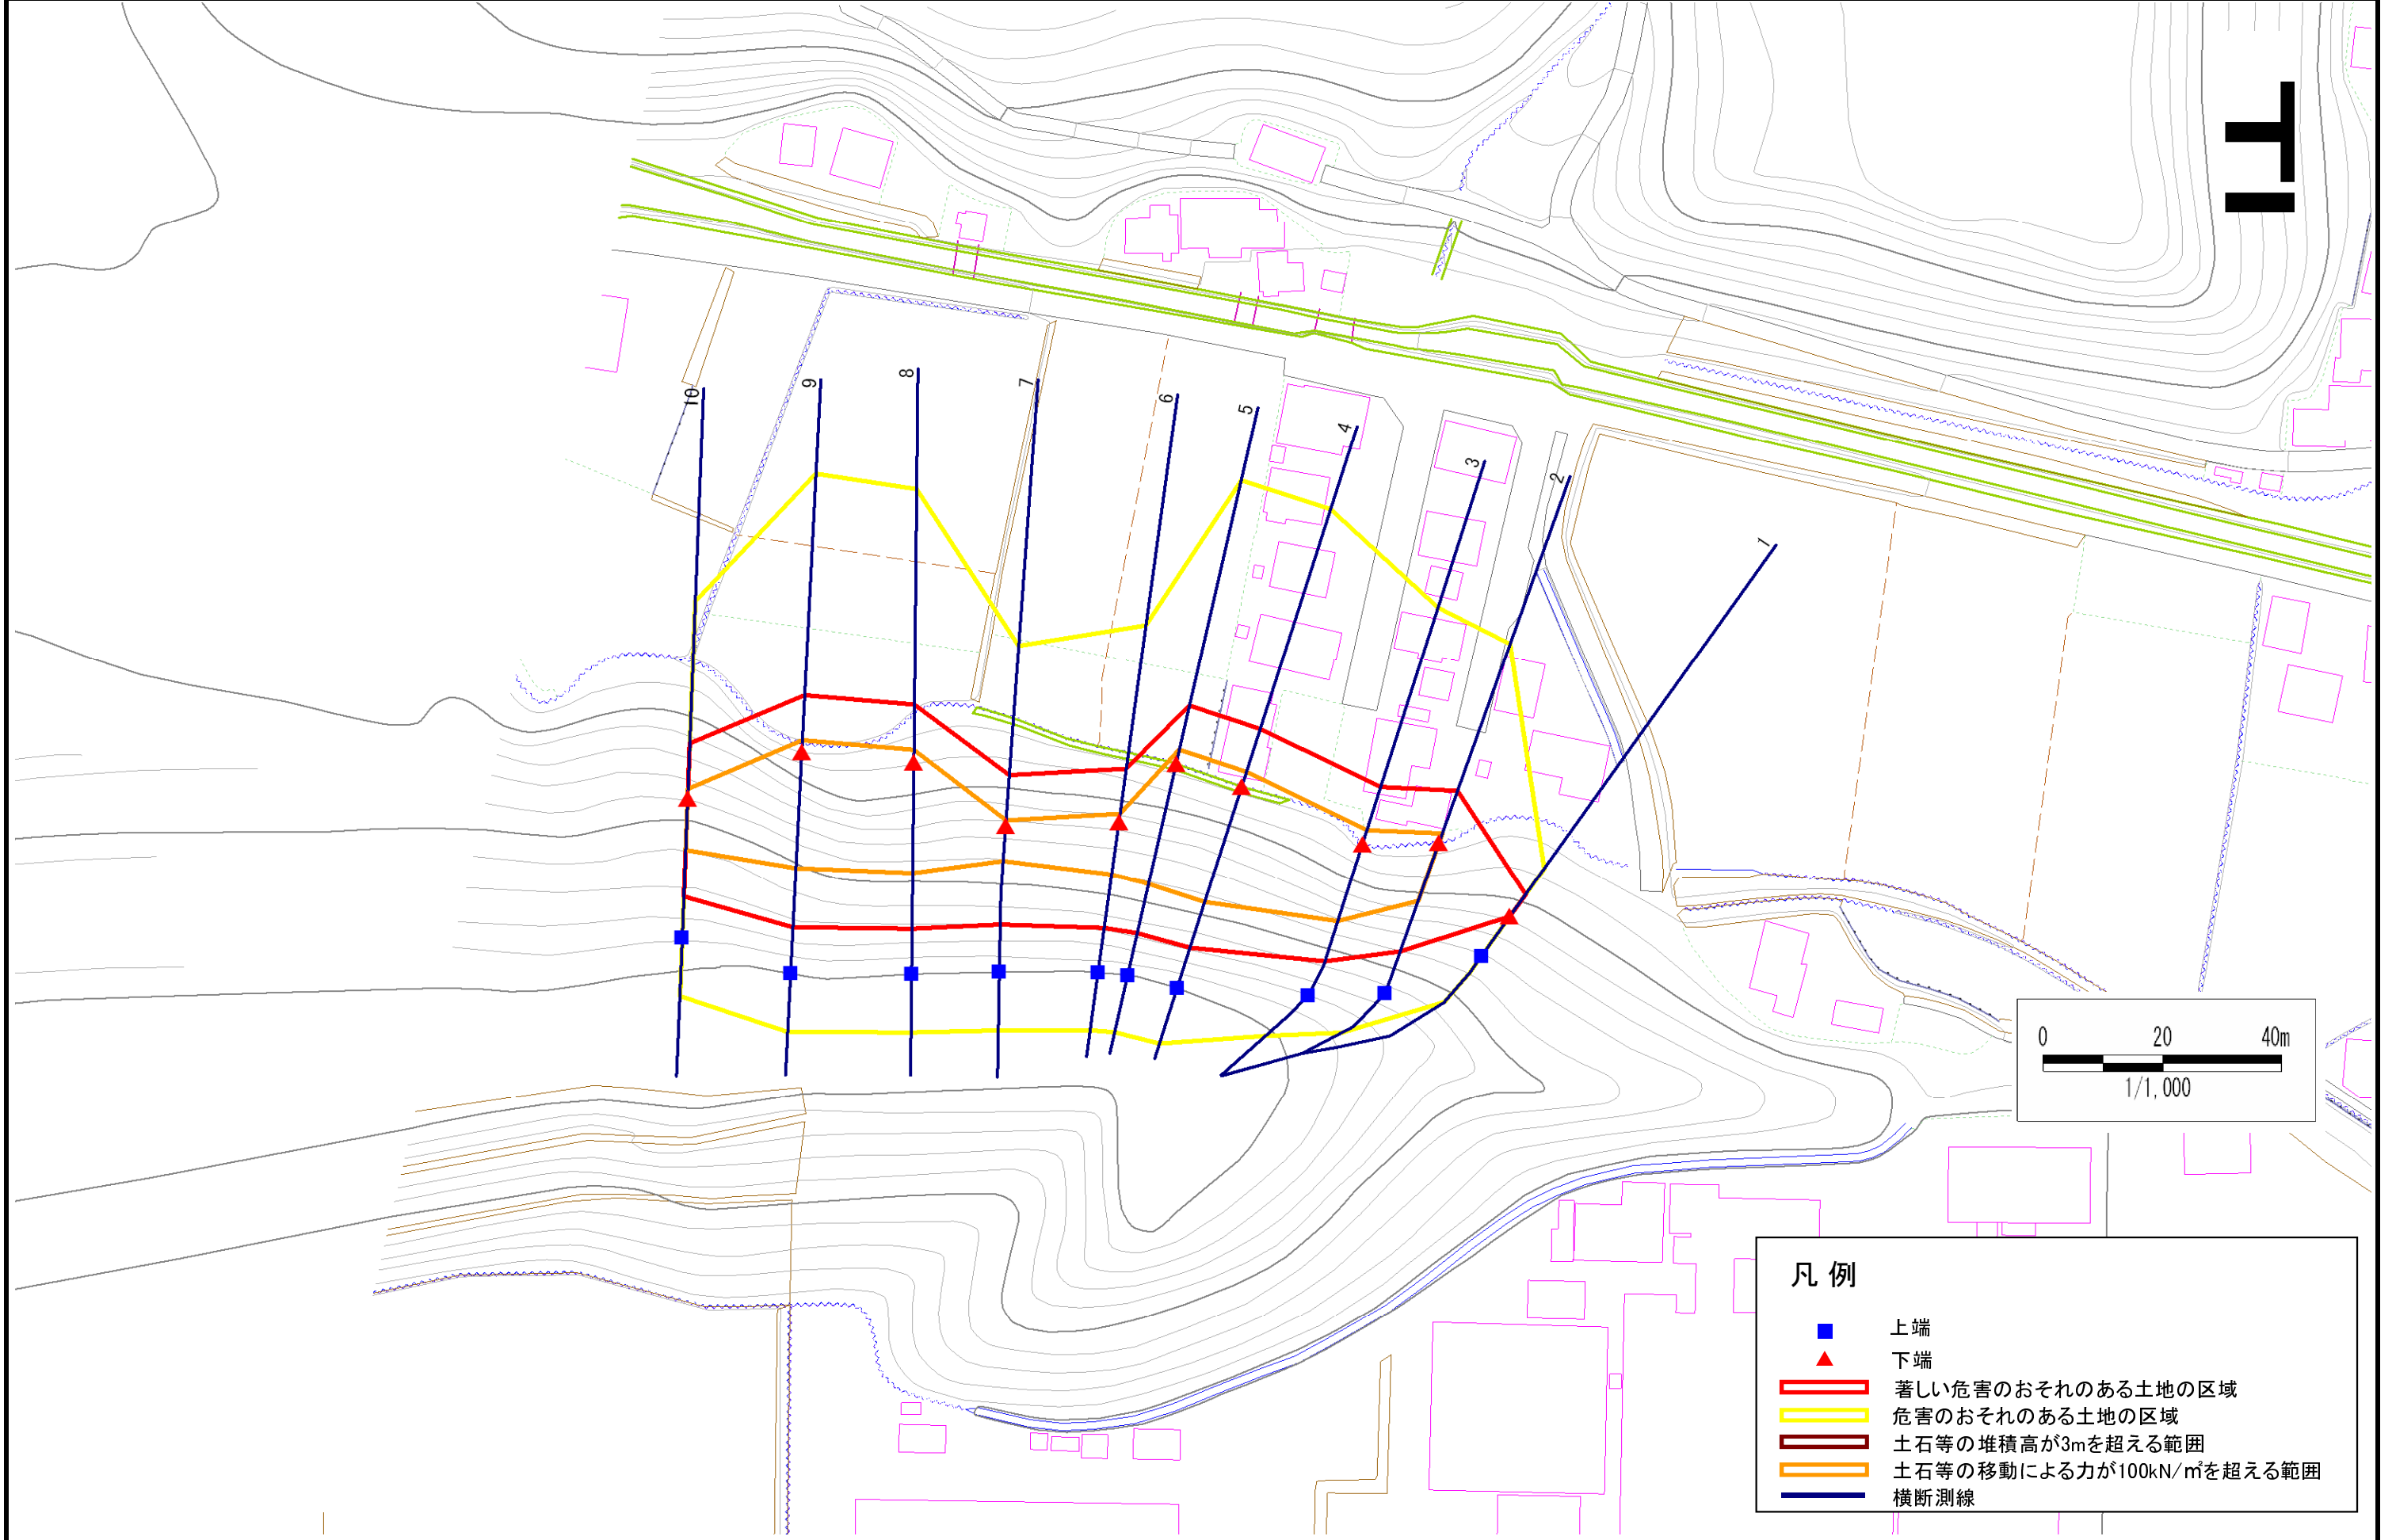 10
9
8
7
6
5
4
3
2
1
0 20 40m
1/1,000
凡 例
上端
下端
著しい危害のおそれのある土地の区域
危害のおそれのある土地の区域
土石等の堆積高が3mを超える範囲
土石等の移動による力が100kN/㎡を超える範囲
横断測線